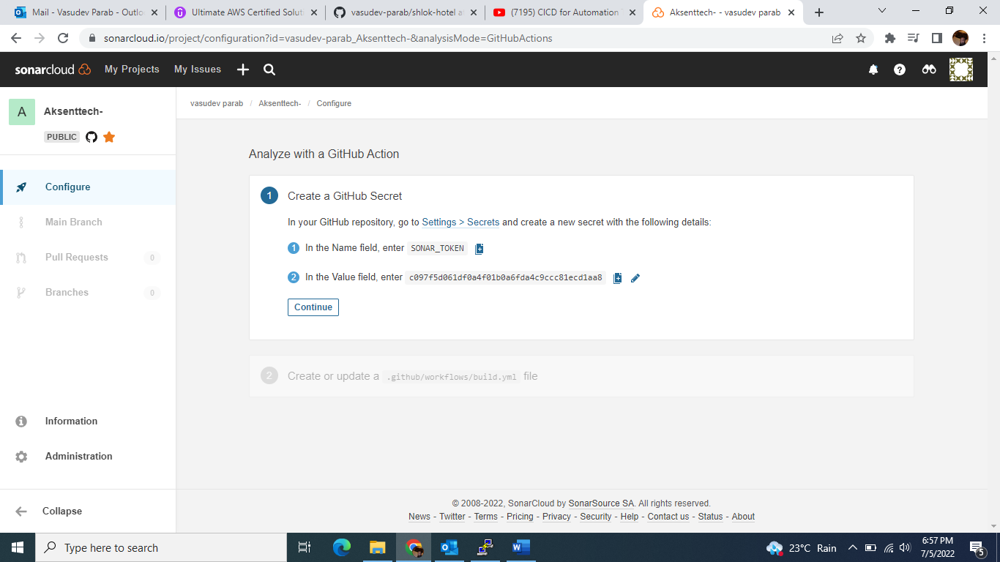 Mail - Vasudev Parab - Outlo
Ultimate AWS Certified Solut
vasudev-parab/shlok-hotel at
(7195) CICD for Automation T
Aksenttech- - vasudev parab
sonarcloud.io/project/configuration?id=vasudev-parab_Aksenttech-&analysisMode=GitHubActions
sonarcloud My Projects My Issues
A Aksenttech-
PUBLIC
Configure
Main Branch
Pull Requests 0
Branches 0
Information
Administration
Collapse
vasudev parab / Aksenttech- / Configure
Analyze with a GitHub Action
1 Create a GitHub Secret
In your GitHub repository, go to Settings > Secrets and create a new secret with the following details:
1 In the Name field, enter SONAR_TOKEN
2 In the Value field, enter c097f5d061df0a4f01b0a6fda4c9ccc81ecd1aa8
Continue
2 Create or update a .github/workflows/build.yml file
© 2008-2022, SonarCloud by SonarSource SA. All rights reserved.
News - Twitter - Terms - Pricing - Privacy - Security - Help - Contact us - Status - About
Type here to search
23°C Rain
6:57 PM
7/5/2022
5